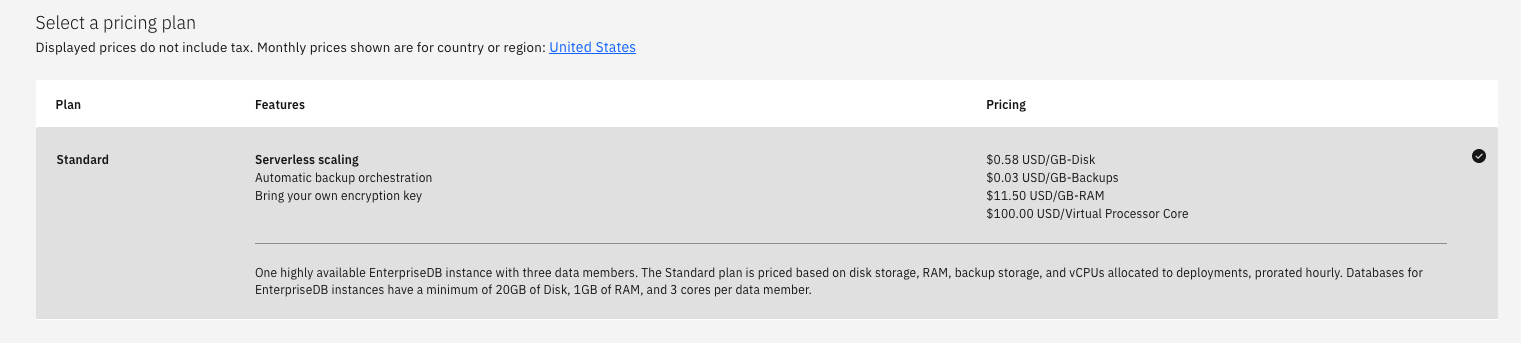 Select a pricing plan
Displayed prices do not include tax. Monthly prices shown are for country or region: United States
Plan
Features
Pricing
Standard
Serverless scaling
Automatic backup orchestration
Bring your own encryption key
$0.58 USD/GB-Disk
$0.03 USD/GB-Backups
$11.50 USD/GB-RAM
$100.00 USD/Virtual Processor Core
One highly available EnterpriseDB instance with three data members. The Standard plan is priced based on disk storage, RAM, backup storage, and vCPUs allocated to deployments, prorated hourly. Databases for
EnterpriseDB instances have a minimum of 20GB of Disk, 1GB of RAM, and 3 cores per data member.